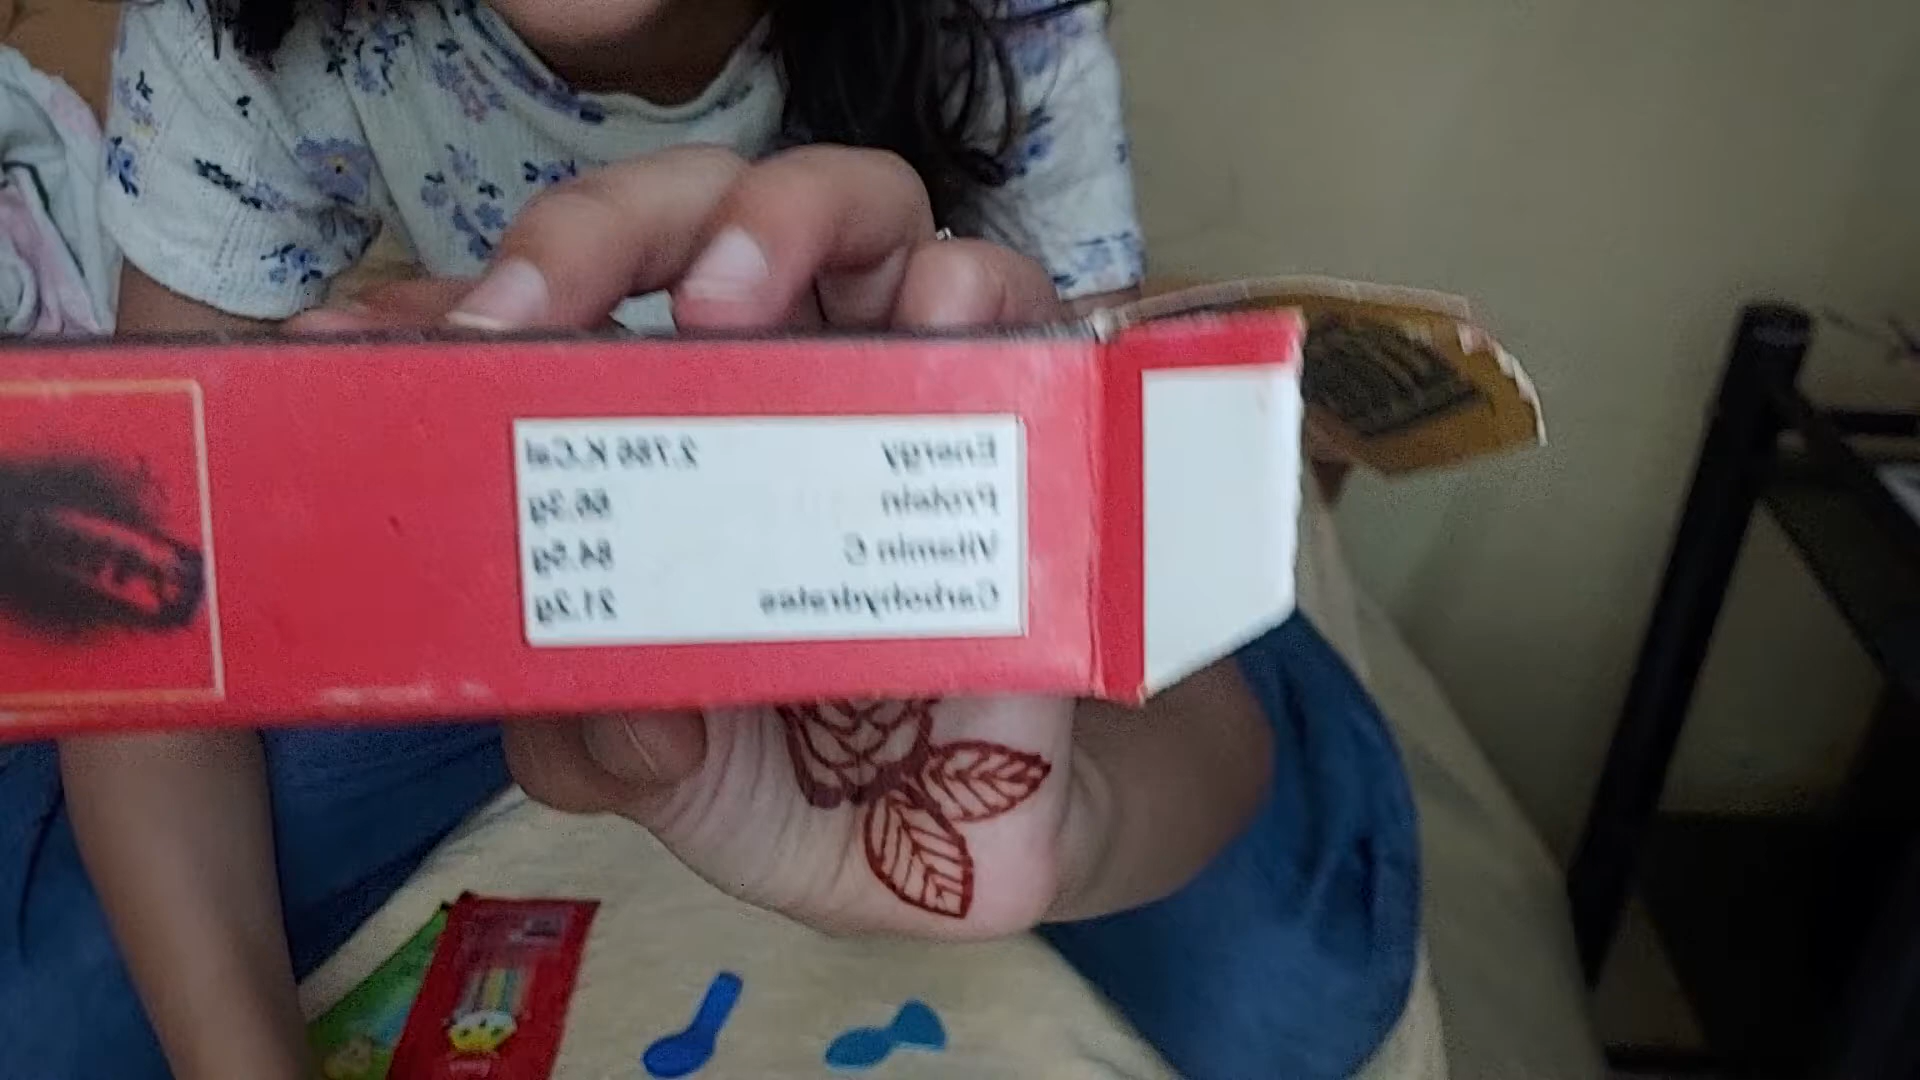 Energy 2.786 K.Cal
Protein 66.3g
Vitamin C 84.5g
Carbohydrates 21.2g